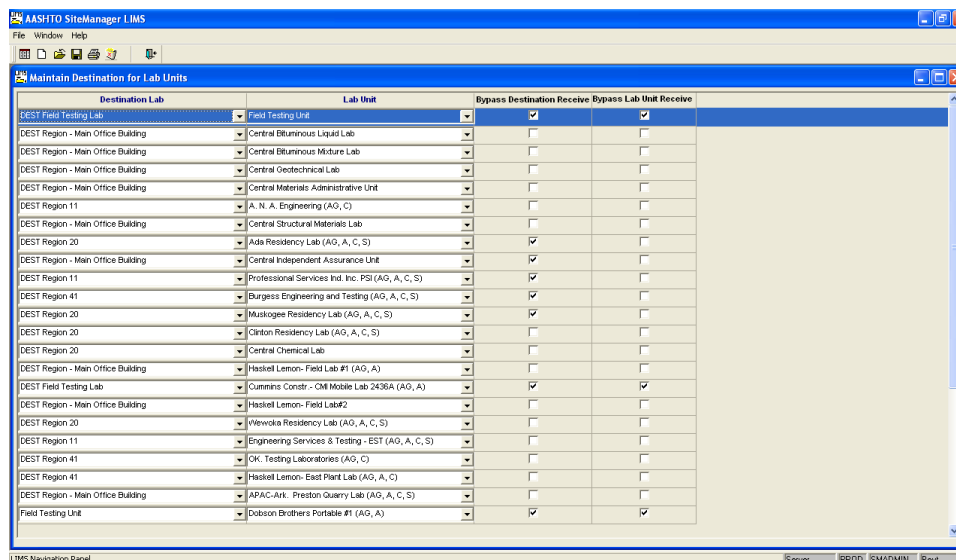 AASHTO SiteManager LIMS
File Window Help
Maintain Destination for Lab Units
Destination Lab Lab Unit Bypass Destination Receive Bypass Lab Unit Receive
DEST Field Testing Lab Field Testing Unit
DEST Region - Main Office Building Central Bituminous Liquid Lab
DEST Region - Main Office Building Central Bituminous Mixture Lab
DEST Region - Main Office Building Central Geotechnical Lab
DEST Region - Main Office Building Central Materials Administrative Unit
DEST Region 11 A. N. A. Engineering (AG, C)
DEST Region - Main Office Building Central Structural Materials Lab
DEST Region 20 Ada Residency Lab (AG, A, C, S)
DEST Region - Main Office Building Central Independent Assurance Unit
DEST Region 11 Professional Services Ind. Inc. PSI (AG, A, C, S)
DEST Region 41 Burgess Engineering and Testing (AG, A, C, S)
DEST Region 20 Muskogee Residency Lab (AG, A, C, S)
DEST Region 20 Clinton Residency Lab (AG, A, C, S)
DEST Region 20 Central Chemical Lab
DEST Region - Main Office Building Haskell Lemon- Field Lab #1 (AG, A)
DEST Field Testing Lab Cummins Constr.- CMI Mobile Lab 2436A (AG, A)
DEST Region - Main Office Building Haskell Lemon- Field Lab#2
DEST Region 20 Wewoka Residency Lab (AG, A, C, S)
DEST Region 11 Engineering Services & Testing - EST (AG, A, C, S)
DEST Region 41 OK. Testing Laboratories (AG, C)
DEST Region 41 Haskell Lemon- East Plant Lab (AG, A, C)
DEST Region - Main Office Building APAC-Ark. Preston Quarry Lab (AG, A, C, S)
Field Testing Unit Dobson Brothers Portable #1 (AG, A)
LIMS Navigation Panel Server PROD SMADMIN